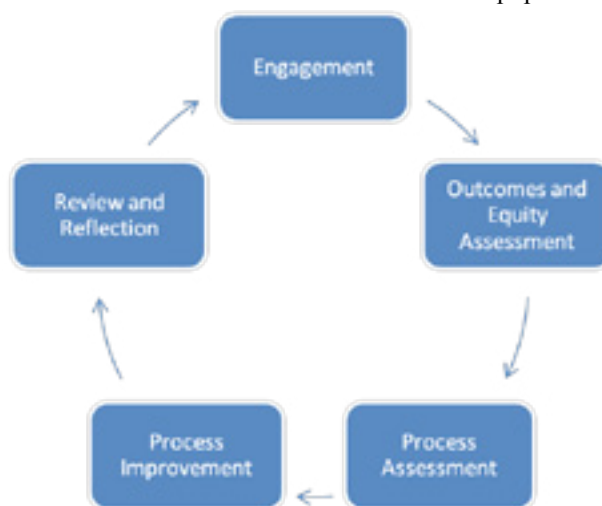 Engagement
Outcomes and
Equity
Assessment
Process
Assessment
Process
Improvement
Review and
Reflection